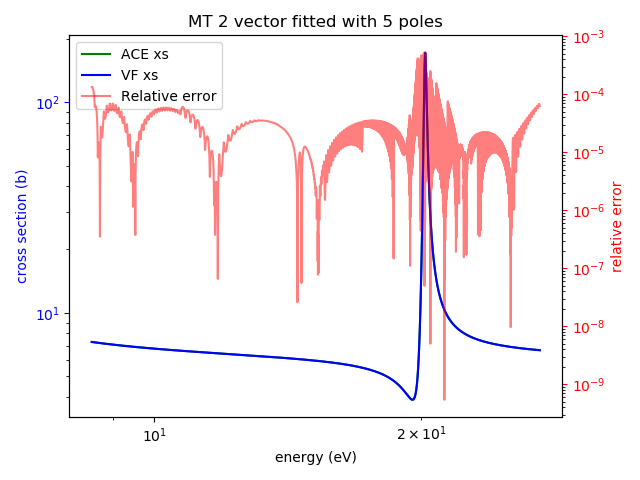 MT 2 vector fitted with 5 poles
ACE xs
VF xs
Relative error
cross section (b)
10²
10¹
10⁻³
10⁻⁴
10⁻⁵
10⁻⁶
10⁻⁷
10⁻⁸
10⁻⁹
relative error
10¹
2 × 10¹
energy (eV)